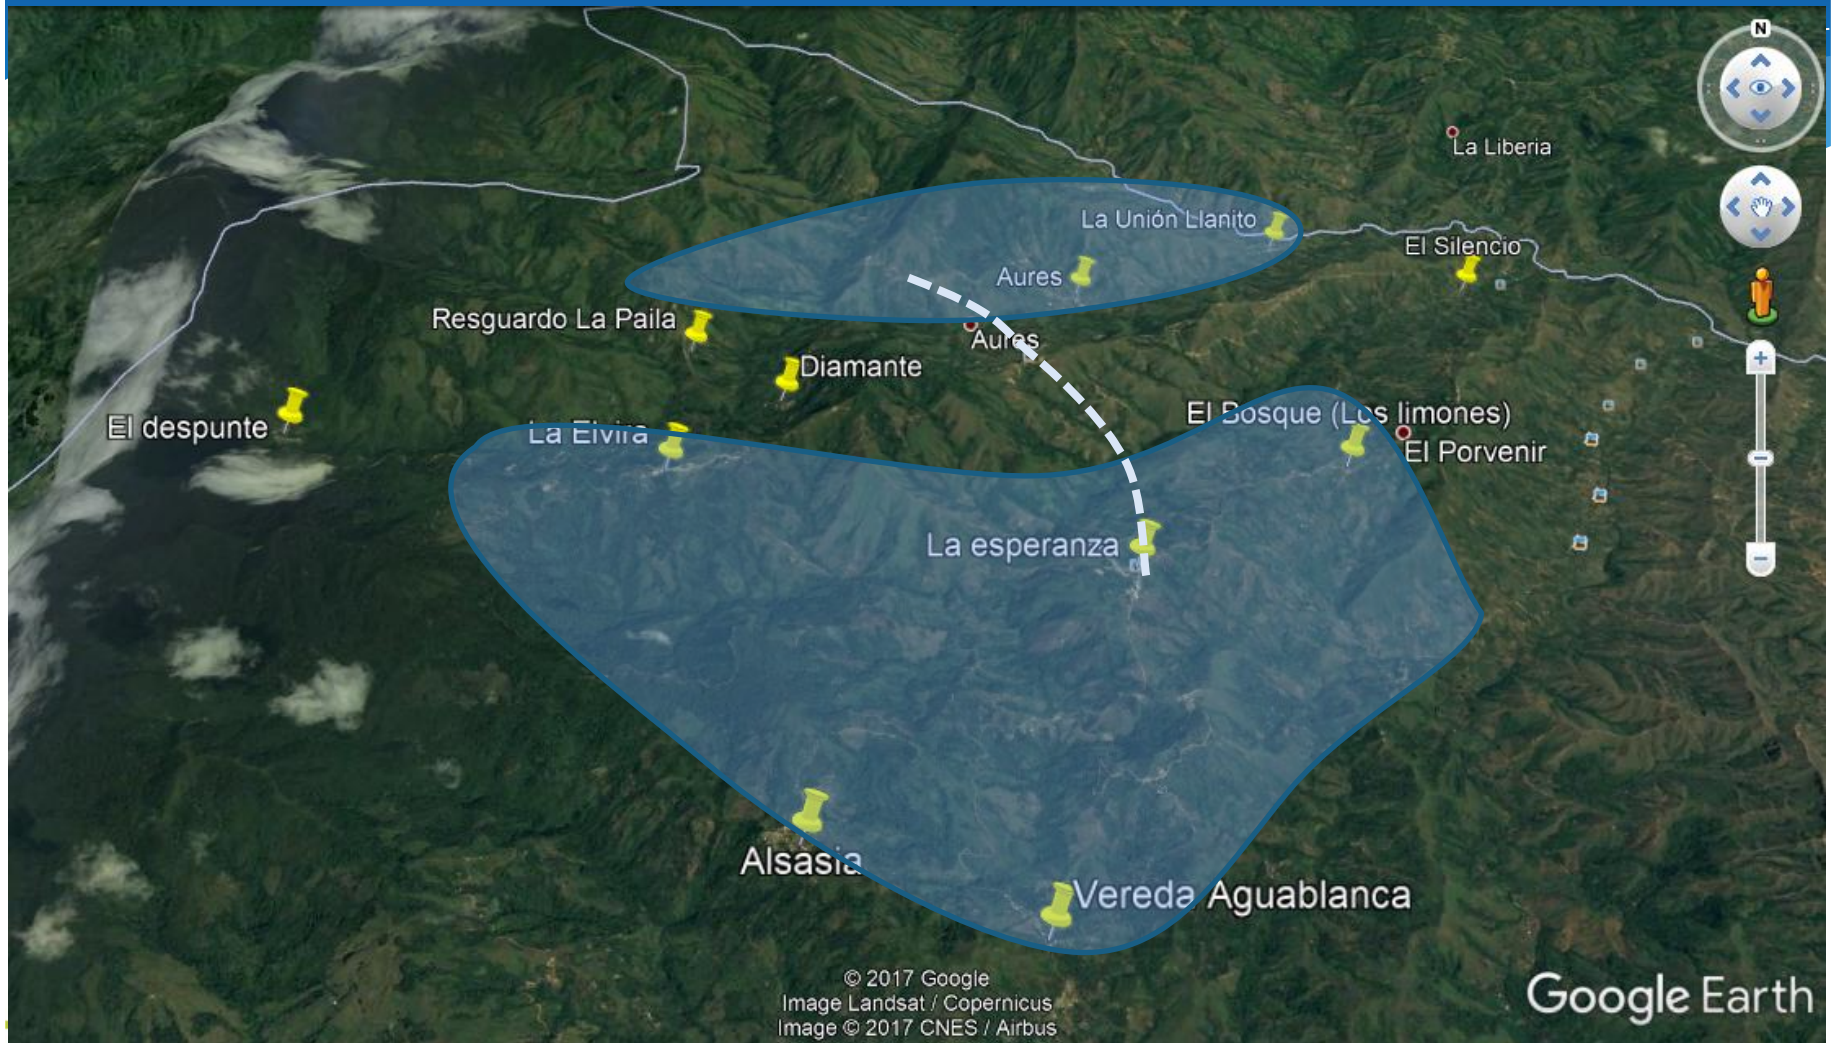 N
La Liberia
La Unión Llanito
El Silencio
Aures
Resguardo La Paila
Aures
Diamante
El Bosque (Los limones)
El despunte
La Elvira
El Porvenir
La esperanza
Alsasia
Vereda Aguablanca
© 2017 Google
Image Landsat / Copernicus
Image © 2017 CNES / Airbus
Google Earth